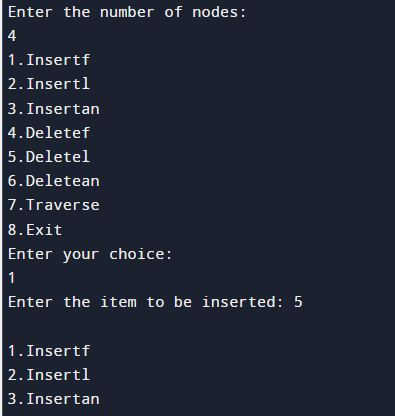 Enter the number of nodes:
4
1.Insertf
2.Insertl
3.Insertan
4.Deletef
5.Deletel
6.Deletean
7.Traverse
8.Exit
Enter your choice:
1
Enter the item to be inserted: 5
1.Insertf
2.Insertl
3.Insertan